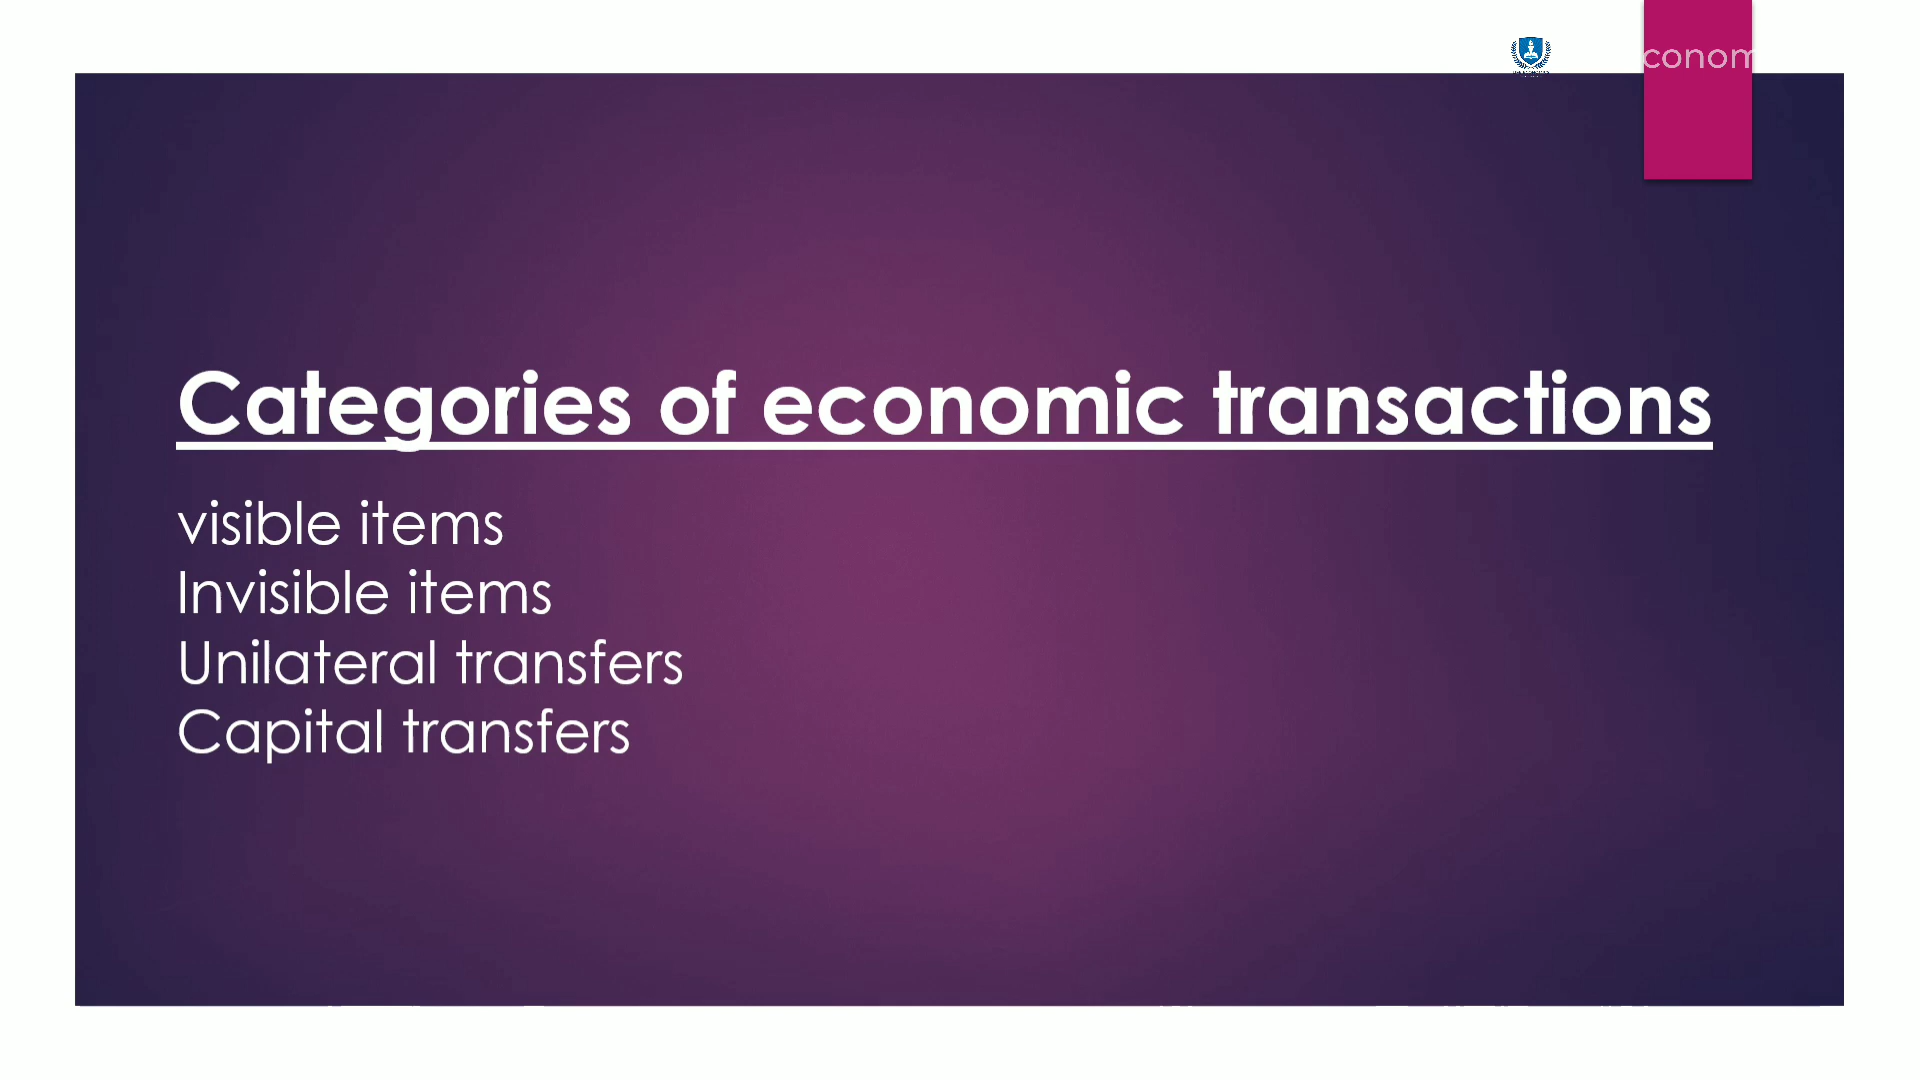 conom
Categories of economic transactions
visible items
Invisible items
Unilateral transfers
Capital transfers